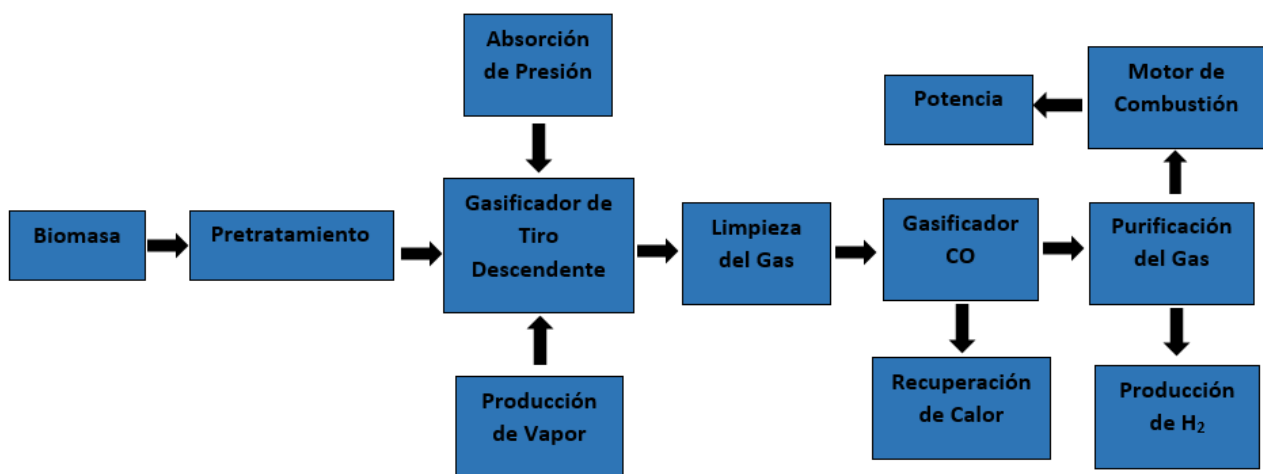 Absorción
de Presión
Potencia
Motor de
Combustión
Biomasa
Pretratamiento
Gasificador de
Tiro
Descendente
Limpieza
del Gas
Gasificador
CO
Purificación
del Gas
Producción
de Vapor
Recuperación
de Calor
Producción
de H₂